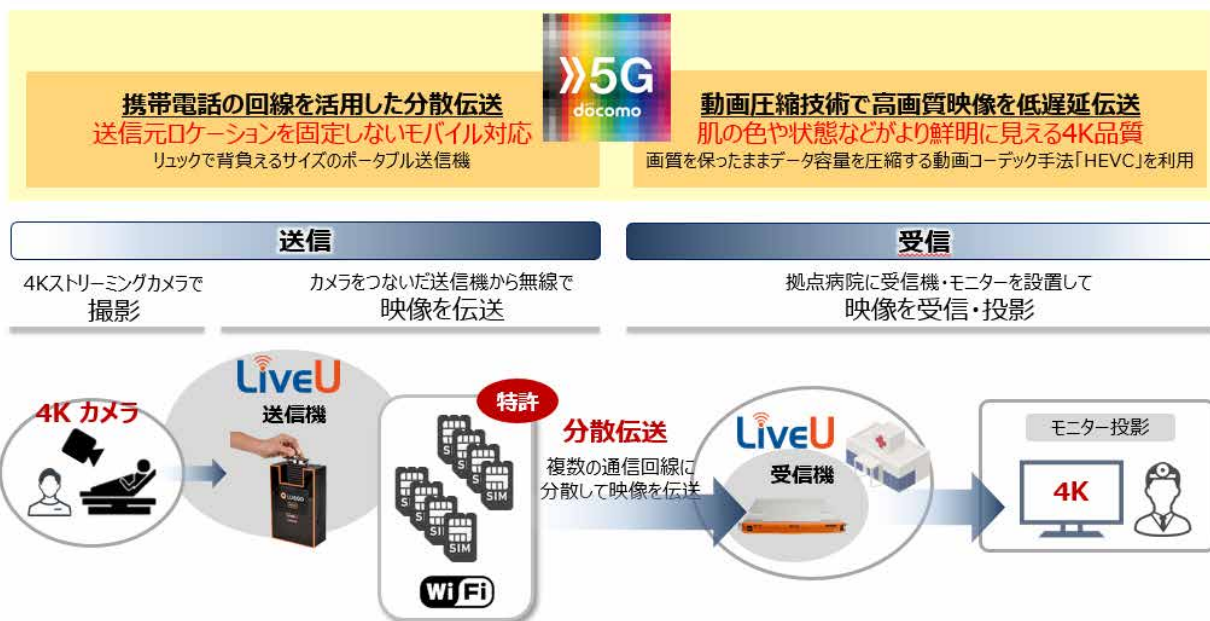 》5G
docomo
携帯電話の回線を活用した分散伝送
送信元ロケーションを固定しないモバイル対応
リュックで背負えるサイズのポータブル送信機
動画圧縮技術で高画質映像を低遅延伝送
肌の色や状態などがより鮮明に見える4K品質
画質を保ったままデータ容量を圧縮する動画コーデック手法「HEVC」を利用
送信
受信
4Kストリーミングカメラで
撮影
カメラをつないだ送信機から無線で
映像を伝送
拠点病院に受信機・モニターを設置して
映像を受信・投影
4K カメラ
LiveU
送信機
特許
SIM
SIM
SIM
WiFi
分散伝送
複数の通信回線に
分散して映像を伝送
LiveU
受信機
モニター投影
4K